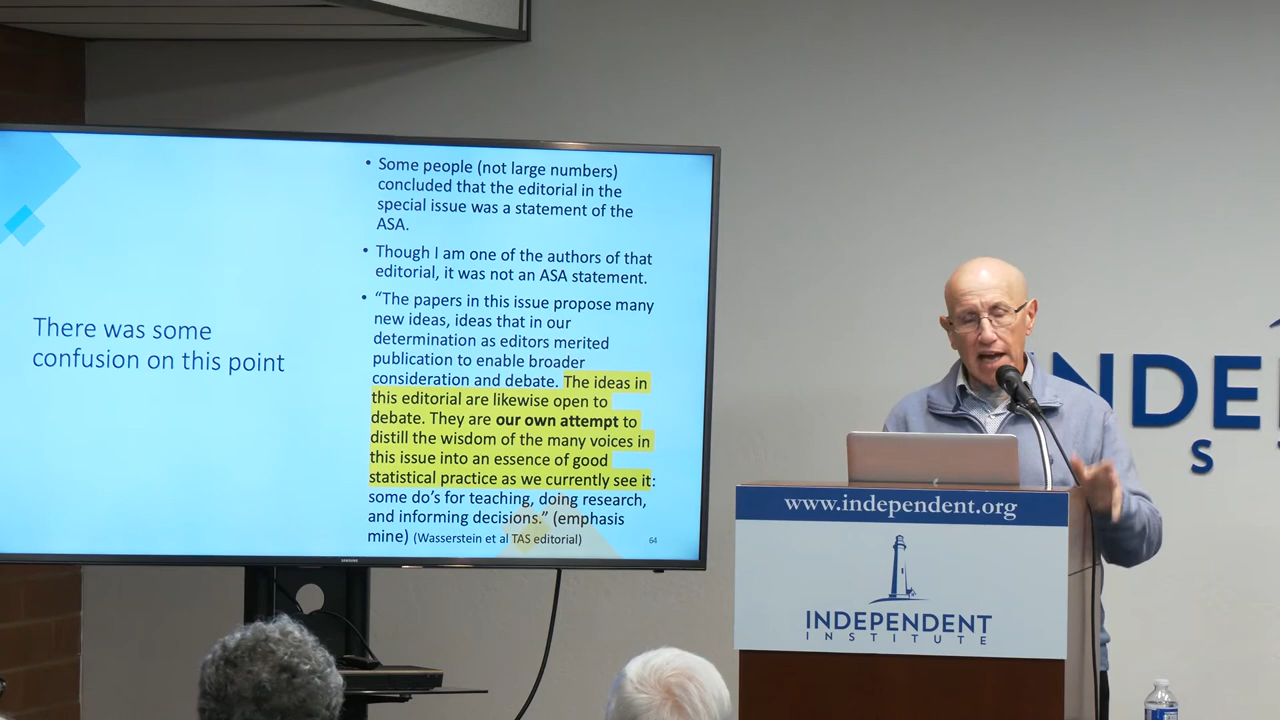 There was some
confusion on this point
• Some people (not large numbers)
concluded that the editorial in the
special issue was a statement of the
ASA.
• Though I am one of the authors of that
editorial, it was not an ASA statement.
• “The papers in this issue propose many
new ideas, ideas that in our
determination as editors merited
publication to enable broader
consideration and debate. The ideas in
this editorial are likewise open to
debate. They are our own attempt to
distill the wisdom of the many voices in
this issue into an essence of good
statistical practice as we currently see it:
some do’s for teaching, doing research,
and informing decisions.” (emphasis
mine) (Wasserstein et al TAS editorial)
64
SAMSUNG
www.independent.org
INDEPENDENT
INSTITUTE
NDE
S